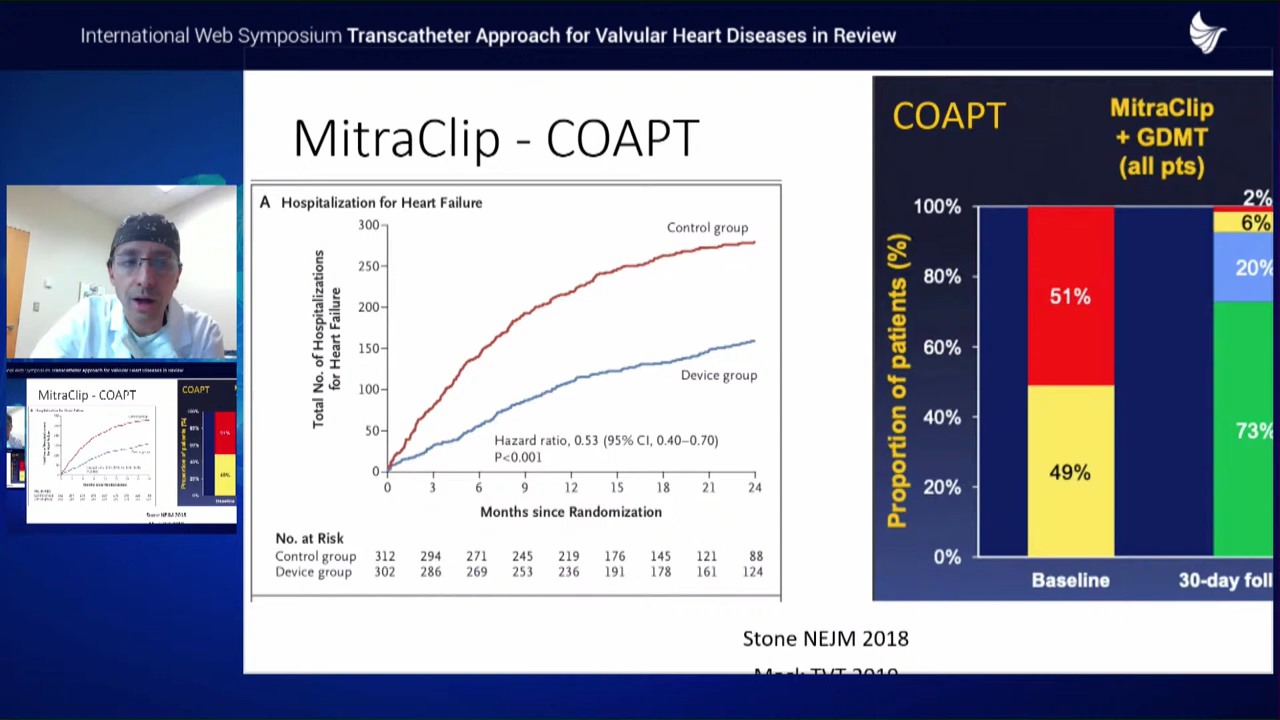 International Web Symposium Transcatheter Approach for Valvular Heart Diseases in Review
MitraClip - COAPT
A Hospitalization for Heart Failure
Total No. of Hospitalizations
for Heart Failure
300
250
200
150
100
50
0
Control group
Device group
Hazard ratio, 0.53 (95% CI, 0.40–0.70)
P<0.001
0 3 6 9 12 15 18 21 24
Months since Randomization
No. at Risk
Control group 312 294 271 245 219 176 145 121 88
Device group 302 286 269 253 236 191 178 161 124
COAPT
MitraClip
+ GDMT
(all pts)
Proportion of patients (%)
100%
80%
60%
40%
20%
0%
51%
49%
2%
6%
20%
73%
Baseline
30-day foll
Stone NEJM 2018
MitraClip - COAPT
COAPT
Stone NEJM 2018